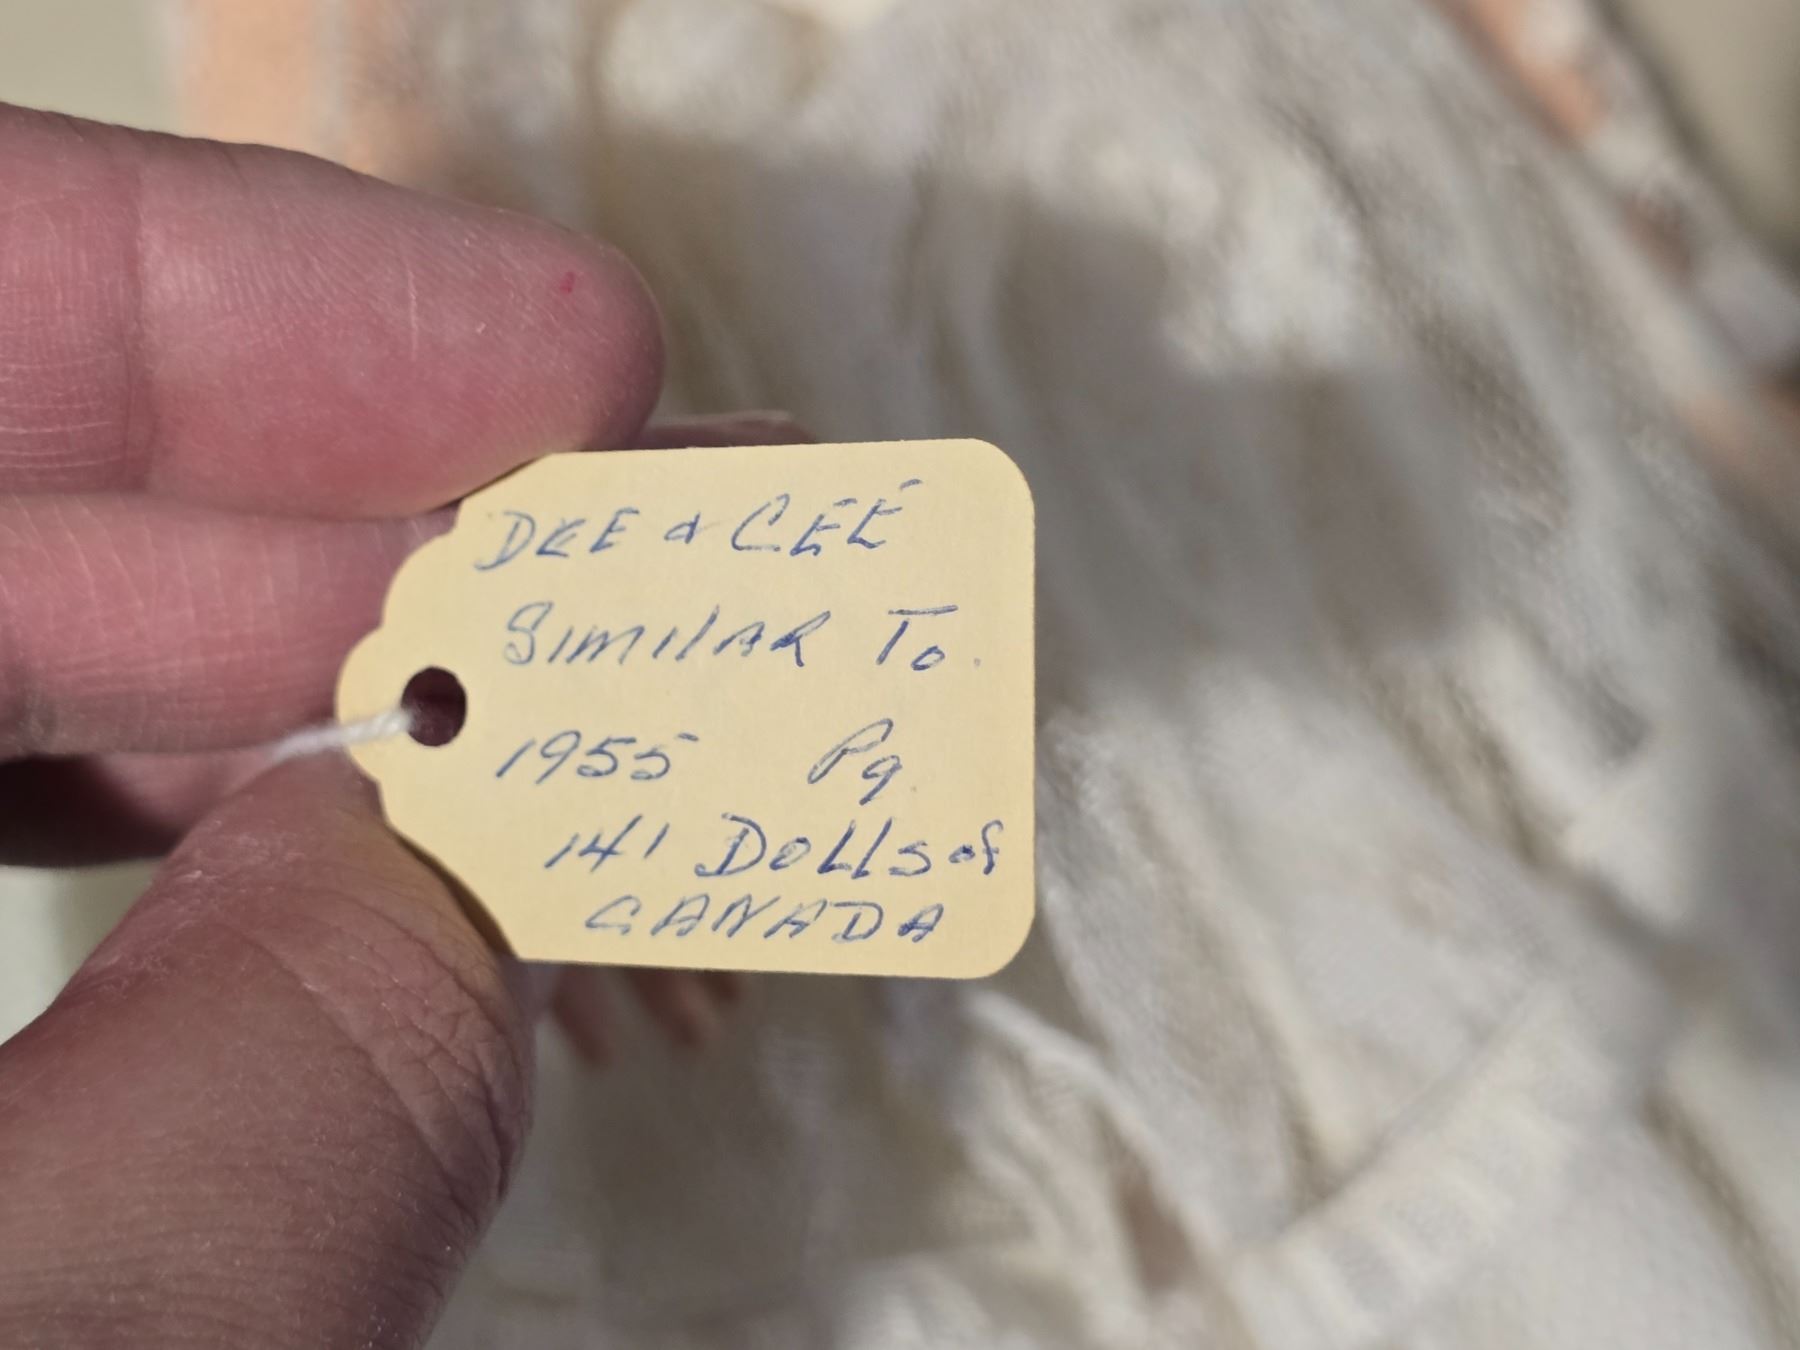 DEE & CEE
SIMILAR TO.
1955 Pg.
141 DOLLS of
CANADA